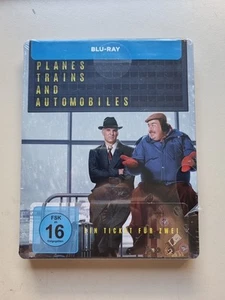 BLU-RAY
PLANES
TRAINS
AND
AUTOMOBILES
FSK
16
EIN TICKET FÜR ZWEI